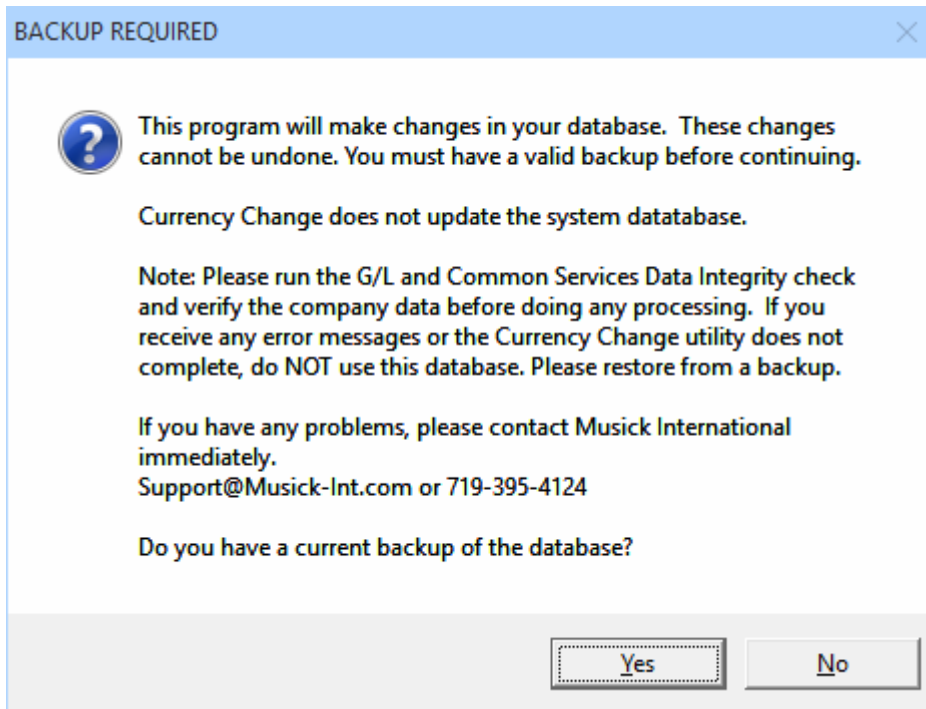 BACKUP REQUIRED
This program will make changes in your database.  These changes
cannot be undone. You must have a valid backup before continuing.
Currency Change does not update the system datatabase.
Note: Please run the G/L and Common Services Data Integrity check
and verify the company data before doing any processing.  If you
receive any error messages or the Currency Change utility does not
complete, do NOT use this database. Please restore from a backup.
If you have any problems, please contact Musick International
immediately.
Support@Musick-Int.com or 719-395-4124
Do you have a current backup of the database?
Yes No